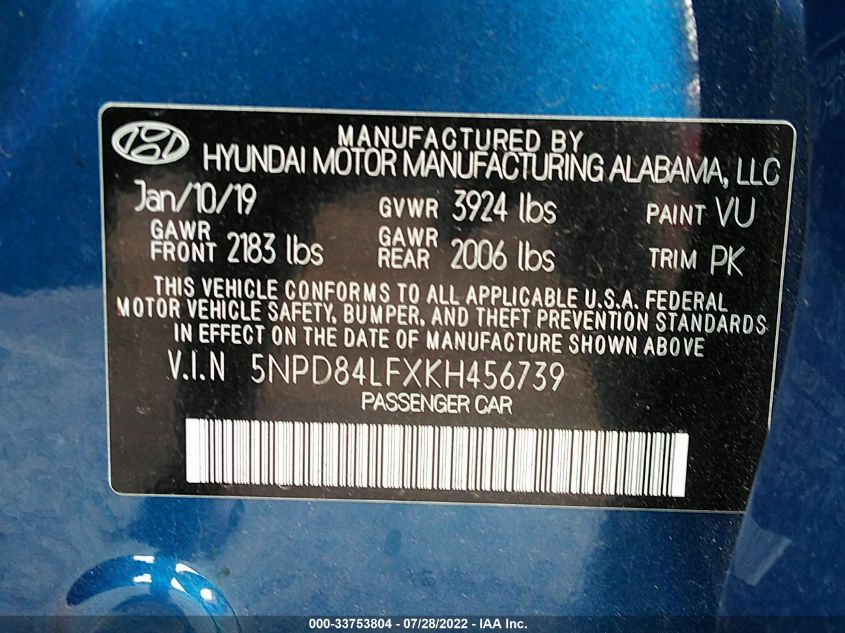 MANUFACTURED BY
HYUNDAI MOTOR MANUFACTURING ALABAMA, LLC
Jan/10/19 GVWR 3924 lbs PAINT VU
GAWR FRONT 2183 lbs GAWR REAR 2006 lbs TRIM PK
THIS VEHICLE CONFORMS TO ALL APPLICABLE U.S.A. FEDERAL
MOTOR VEHICLE SAFETY, BUMPER, AND THEFT PREVENTION STANDARDS
IN EFFECT ON THE DATE OF MANUFACTURE SHOWN ABOVE
V.I.N 5NPD84LFXKH456739
PASSENGER CAR
000-33753804 - 07/28/2022 - IAA Inc.